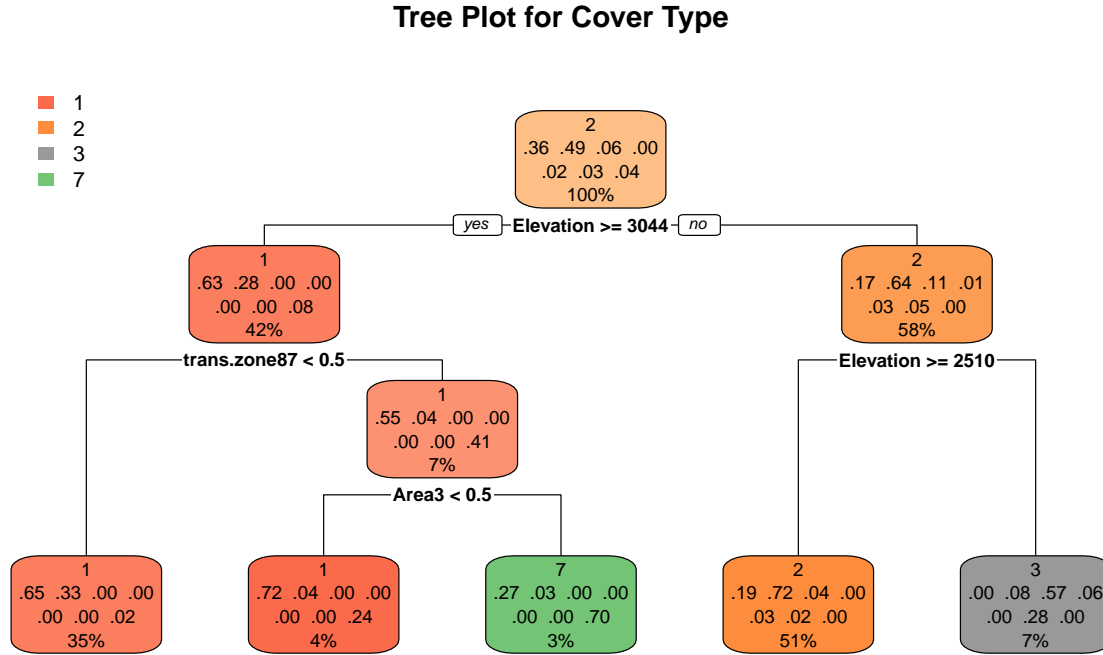 Tree Plot for Cover Type
1
2
3
7
2
.36 .49 .06 .00
.02 .03 .04
100%
yes Elevation >= 3044 no
1
.63 .28 .00 .00
.00 .00 .08
42%
2
.17 .64 .11 .01
.03 .05 .00
58%
trans.zone87 < 0.5
Elevation >= 2510
1
.55 .04 .00 .00
.00 .00 .41
7%
Area3 < 0.5
1
.65 .33 .00 .00
.00 .00 .02
35%
1
.72 .04 .00 .00
.00 .00 .24
4%
7
.27 .03 .00 .00
.00 .00 .70
3%
2
.19 .72 .04 .00
.03 .02 .00
51%
3
.00 .08 .57 .06
.00 .28 .00
7%